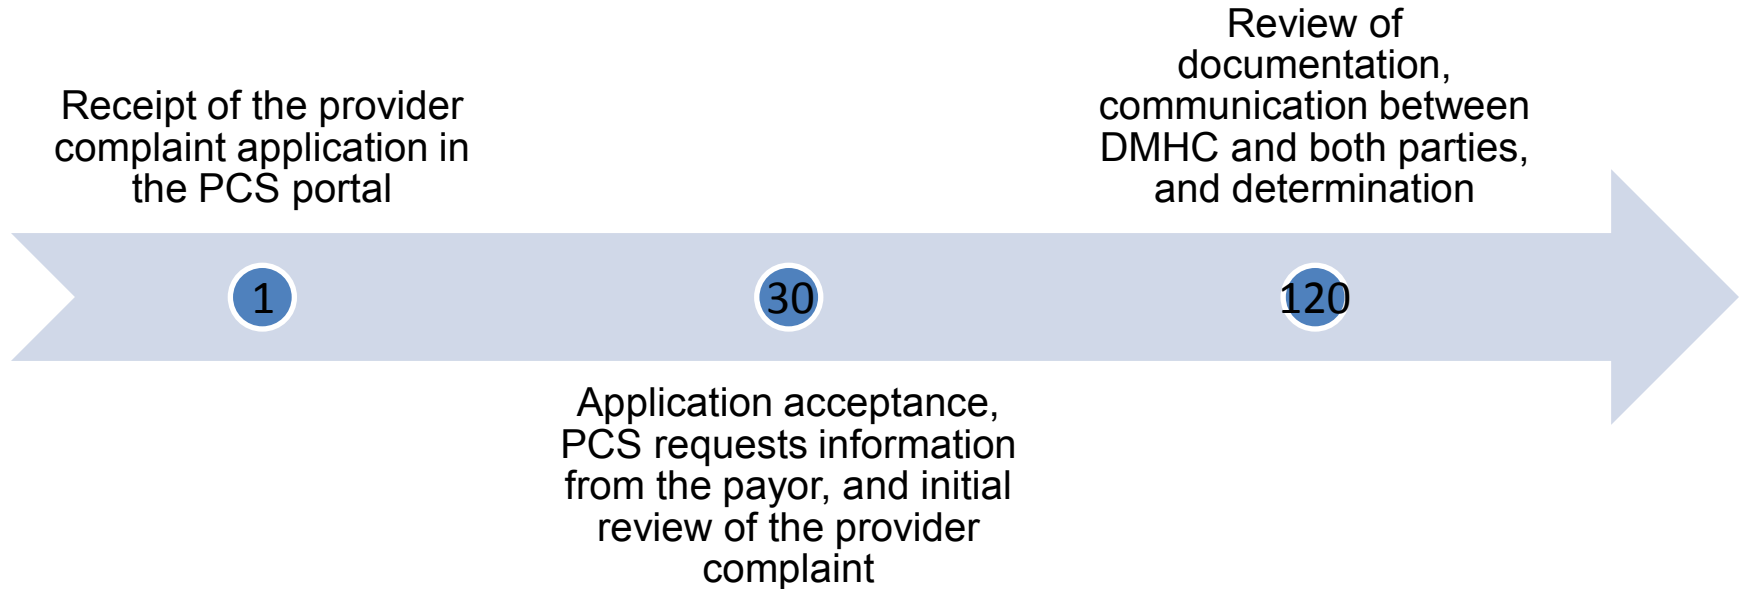 Receipt of the provider
complaint application in
the PCS portal
1
Application acceptance,
PCS requests information
from the payor, and initial
review of the provider
complaint
30
Review of
documentation,
communication between
DMHC and both parties,
and determination
120